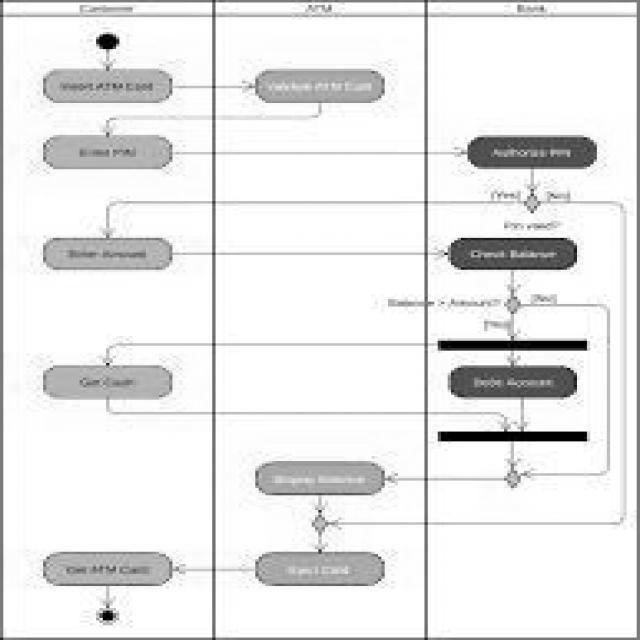 Customer
ATM
Bank
Insert ATM Card
Validate ATM Card
Enter PIN
Authorize PIN
[Yes] [No]
Pin valid?
Enter Amount
Check Balance
Balance > Amount? [No]
[Yes]
Get Cash
Debit Account
Display Balance
Get ATM Card
Eject Card